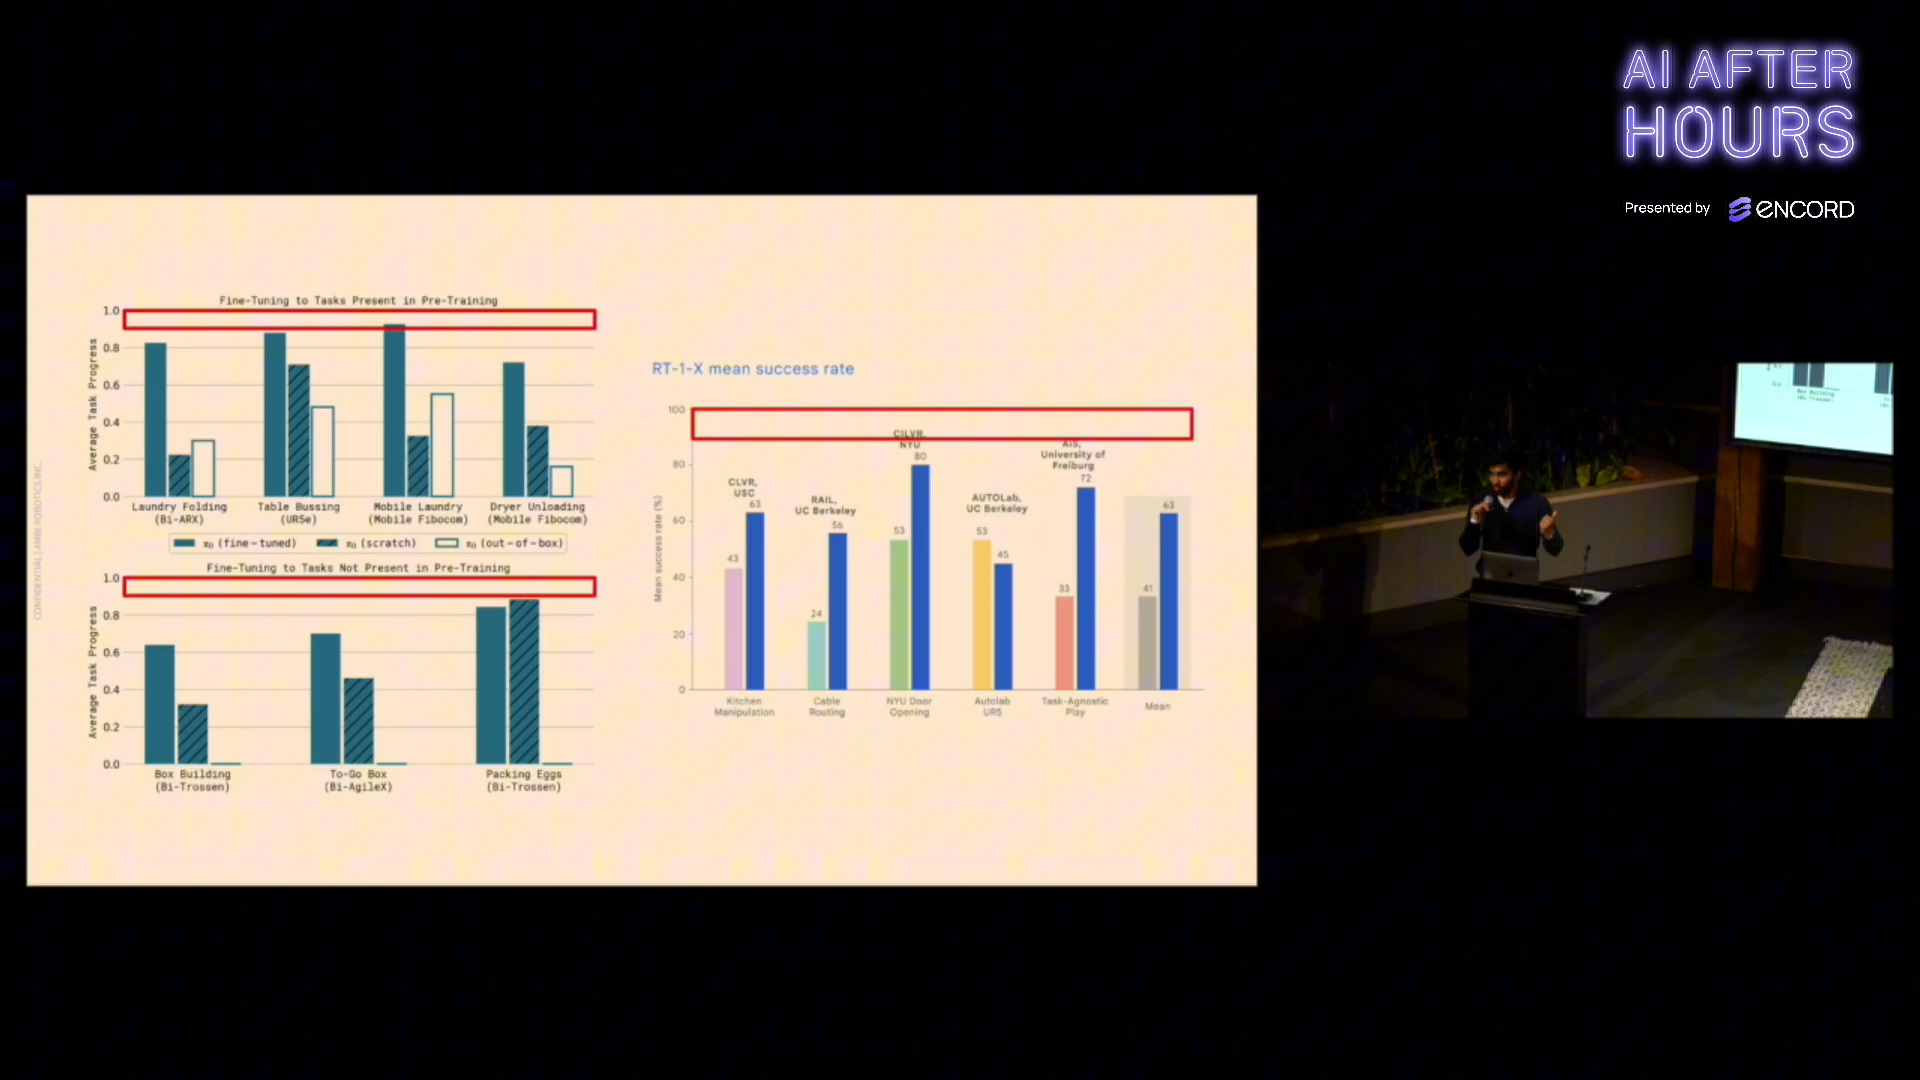 AI AFTER
HOURS
Presented by ENCORD
CONFIDENTIAL | AMBI ROBOTICS INC.
Fine-Tuning to Tasks Present in Pre-Training
Average Task Progress
1.0
0.8
0.6
0.4
0.2
0.0
Laundry Folding
(Bi-ARX)
Table Bussing
(UR5e)
Mobile Laundry
(Mobile Fibocom)
Dryer Unloading
(Mobile Fibocom)
π0 (fine-tuned) π0 (scratch) π0 (out-of-box)
Fine-Tuning to Tasks Not Present in Pre-Training
Average Task Progress
1.0
0.8
0.6
0.4
0.2
0.0
Box Building
(Bi-Trossen)
To-Go Box
(Bi-AgileX)
Packing Eggs
(Bi-Trossen)
RT-1-X mean success rate
Mean success rate (%)
100
80
60
40
20
0
CLVR,
USC
43
63
Kitchen
Manipulation
RAIL,
UC Berkeley
24
56
Cable
Routing
CILVR,
NYU
53
80
NYU Door
Opening
AUTOLab,
UC Berkeley
53
45
Autolab
UR5
AIS,
University of
Freiburg
33
72
Task-Agnostic
Play
41
63
Mean